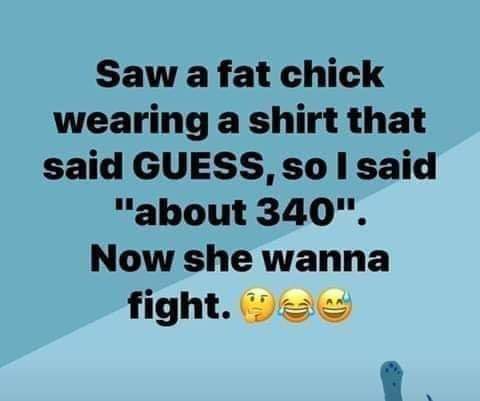 Saw a fat chick
wearing a shirt that
said GUESS, so I said
"about 340".
Now she wanna
fight. 🤔😂😅